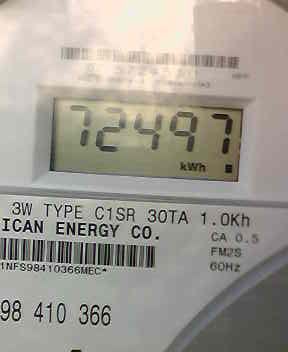 72497
kWh
3W TYPE C1SR 30TA 1.0Kh
ICAN ENERGY CO.
CA 0.5
FM2S
60Hz
1NFS98410366MEC*
98 410 366